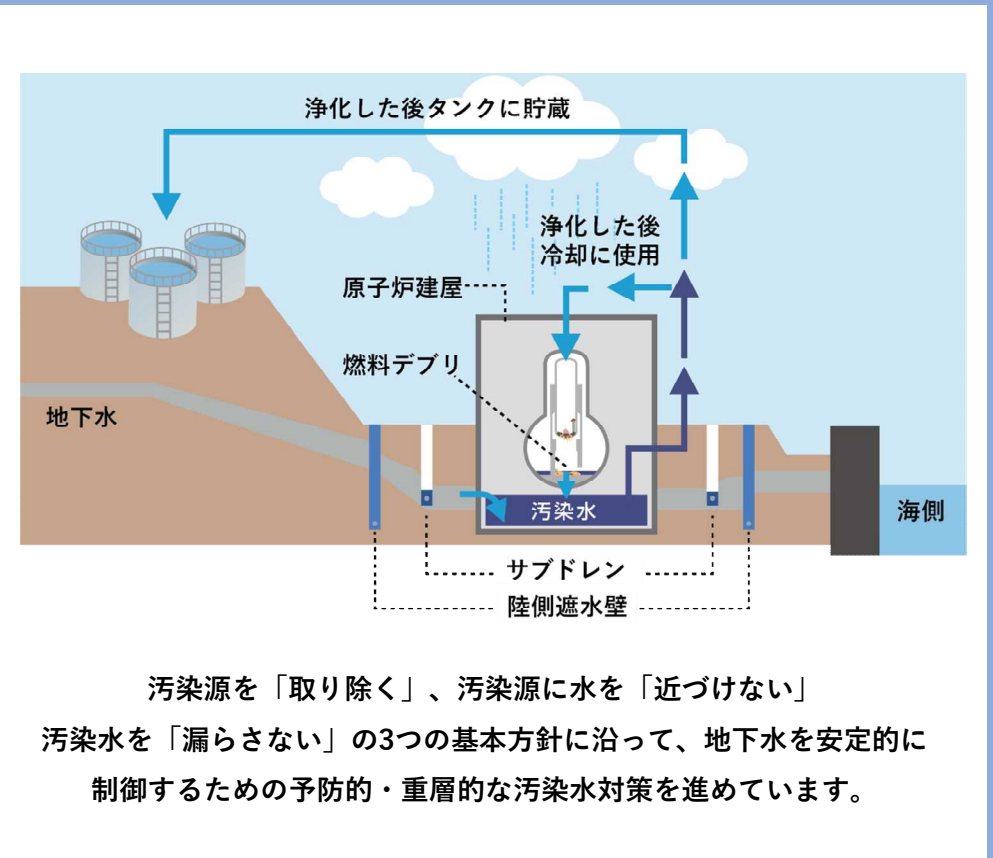 浄化した後タンクに貯蔵
浄化した後
冷却に使用
原子炉建屋
燃料デブリ
地下水
汚染水
海側
サブドレン
陸側遮水壁
汚染源を「取り除く」、汚染源に水を「近づけない」
汚染水を「漏らさない」の3つの基本方針に沿って、地下水を安定的に
制御するための予防的・重層的な汚染水対策を進めています。